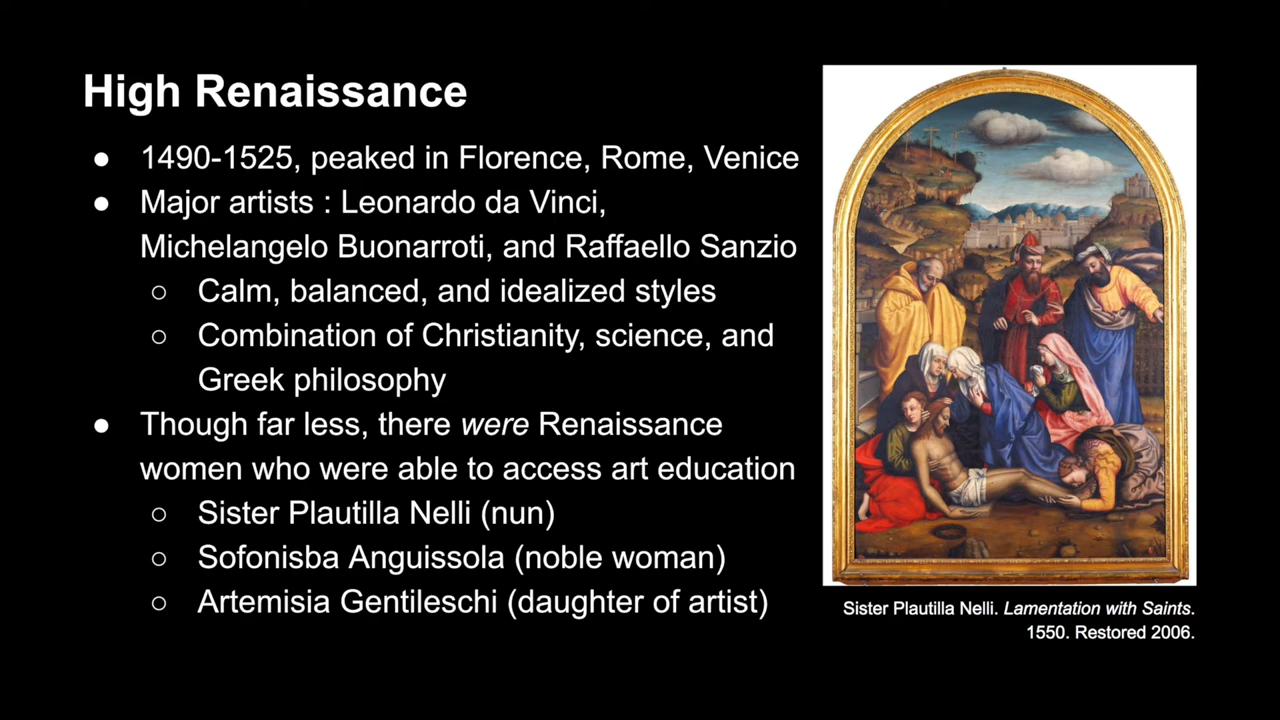 High Renaissance
● 1490-1525, peaked in Florence, Rome, Venice
● Major artists : Leonardo da Vinci,
Michelangelo Buonarroti, and Raffaello Sanzio
○ Calm, balanced, and idealized styles
○ Combination of Christianity, science, and
Greek philosophy
● Though far less, there were Renaissance
women who were able to access art education
○ Sister Plautilla Nelli (nun)
○ Sofonisba Anguissola (noble woman)
○ Artemisia Gentileschi (daughter of artist)
Sister Plautilla Nelli. Lamentation with Saints.
1550. Restored 2006.